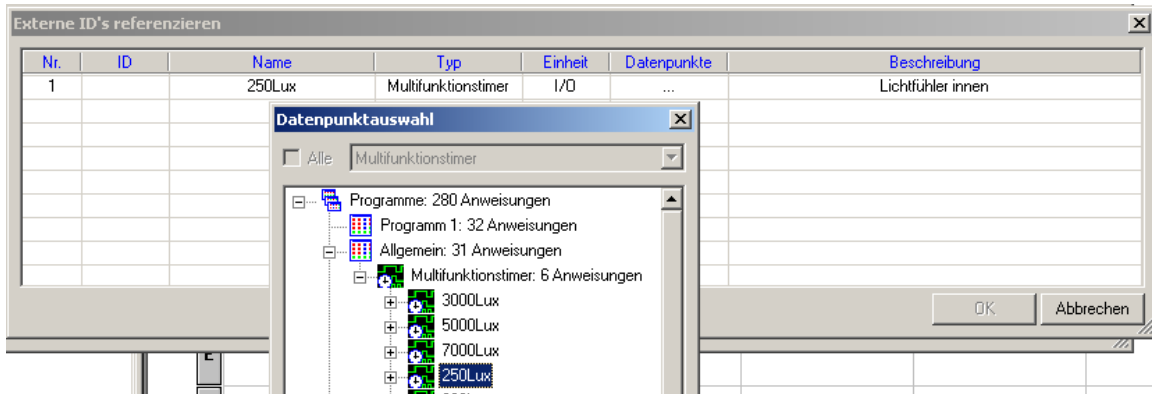 Externe ID's referenzieren
Nr. ID Name Typ Einheit Datenpunkte Beschreibung
1 250Lux Multifunktionstimer I/O ... Lichtfühler innen
Datenpunktauswahl
Alle Multifunktionstimer
Programme: 280 Anweisungen
Programm 1: 32 Anweisungen
Allgemein: 31 Anweisungen
Multifunktionstimer: 6 Anweisungen
3000Lux
OK Abbrechen
5000Lux
7000Lux
E
250Lux